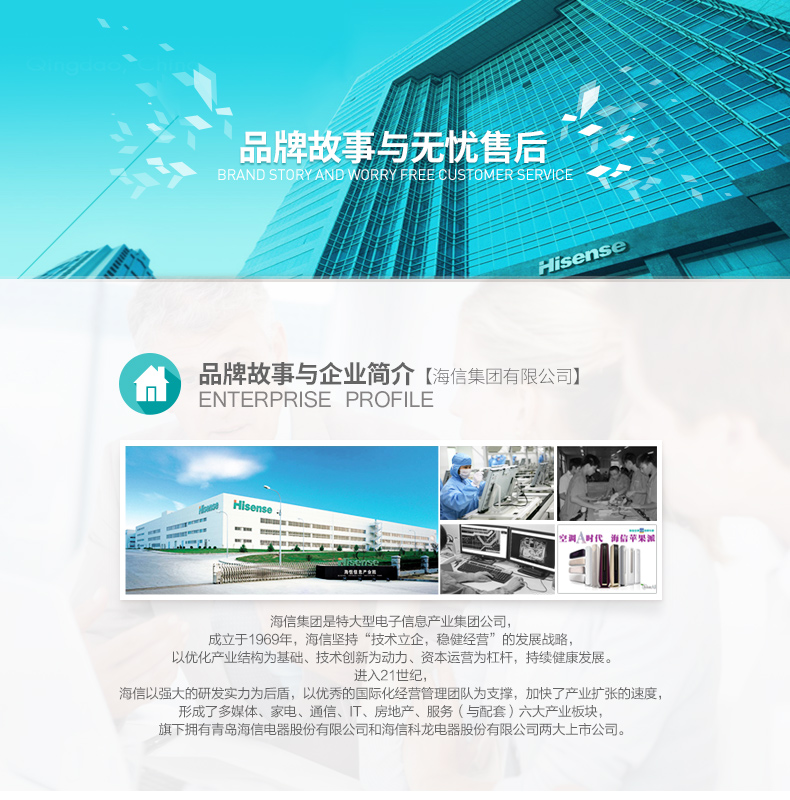 品牌故事与无忧售后
BRAND STORY AND WORRY FREE CUSTOMER SERVICE
Hisense
品牌故事与企业简介【海信集团有限公司】
ENTERPRISE PROFILE
Hisense
Hisense
Hisense
海信信息产业园
空调A时代 海信苹果派
海信集团是特大型电子信息产业集团公司，
成立于1969年，海信坚持“技术立企，稳健经营”的发展战略，
以优化产业结构为基础、技术创新为动力、资本运营为杠杆，持续健康发展。
进入21世纪，
海信以强大的研发实力为后盾，以优秀的国际化经营管理团队为支撑，加快了产业扩张的速度，
形成了多媒体、家电、通信、IT、房地产、服务（与配套）六大产业板块，
旗下拥有青岛海信电器股份有限公司和海信科龙电器股份有限公司两大上市公司。